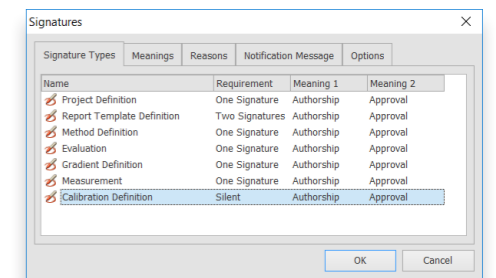 Signatures
Signature Types Meanings Reasons Notification Message Options
Name Requirement Meaning 1 Meaning 2
Project Definition One Signature Authorship Approval
Report Template Definition Two Signatures Authorship Approval
Method Definition One Signature Authorship Approval
Evaluation One Signature Authorship Approval
Gradient Definition One Signature Authorship Approval
Measurement One Signature Authorship Approval
Calibration Definition Silent Authorship Approval
OK Cancel